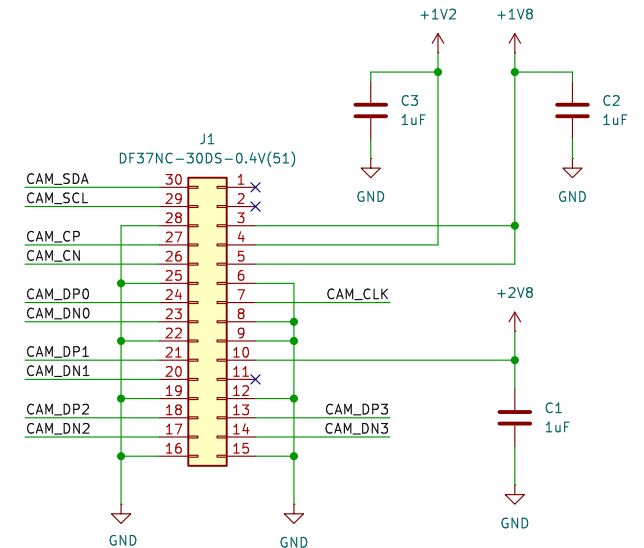 +1V2
+1V8
C3
1uF
C2
1uF
GND
GND
J1
DF37NC-30DS-0.4V(51)
CAM_SDA 30 1
CAM_SCL 29 2
28 3
CAM_CP 27 4
CAM_CN 26 5
25 6
CAM_DP0 24 7 CAM_CLK
CAM_DN0 23 8
22 9
CAM_DP1 21 10
CAM_DN1 20 11
19 12
CAM_DP2 18 13 CAM_DP3
CAM_DN2 17 14 CAM_DN3
16 15
GND
GND
+2V8
C1
1uF
GND